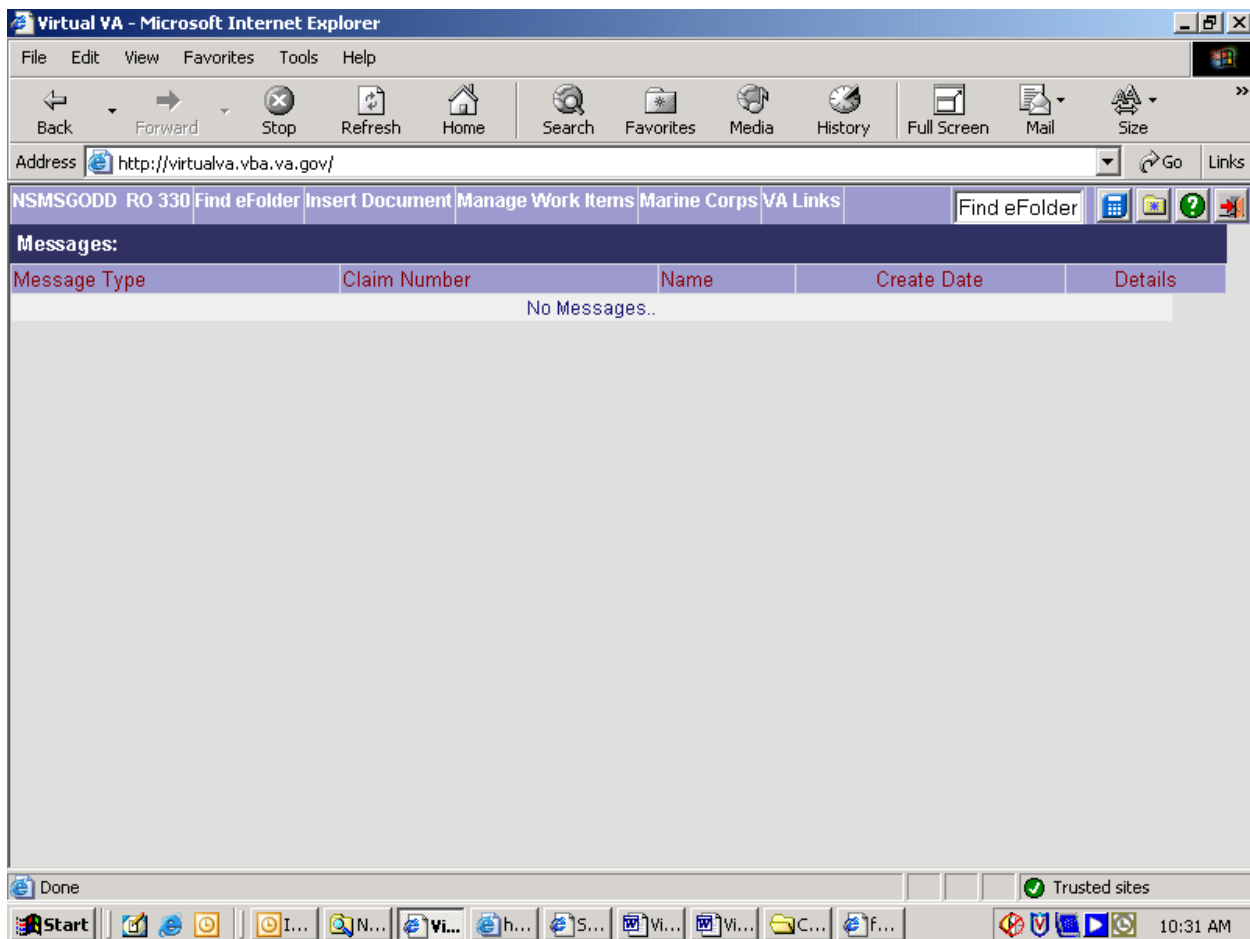 Virtual VA - Microsoft Internet Explorer
File Edit View Favorites Tools Help
Back Forward Stop Refresh Home Search Favorites Media History Full Screen Mail Size »
Address http://virtualva.vba.va.gov/ Go Links
NSMSGODD RO 330 Find eFolder Insert Document Manage Work Items Marine Corps VA Links Find eFolder
Messages:
Message Type Claim Number Name Create Date Details
No Messages..
Done Trusted sites
Start I... N... Vi... h... S... Vi... Vi... C... f... 10:31 AM